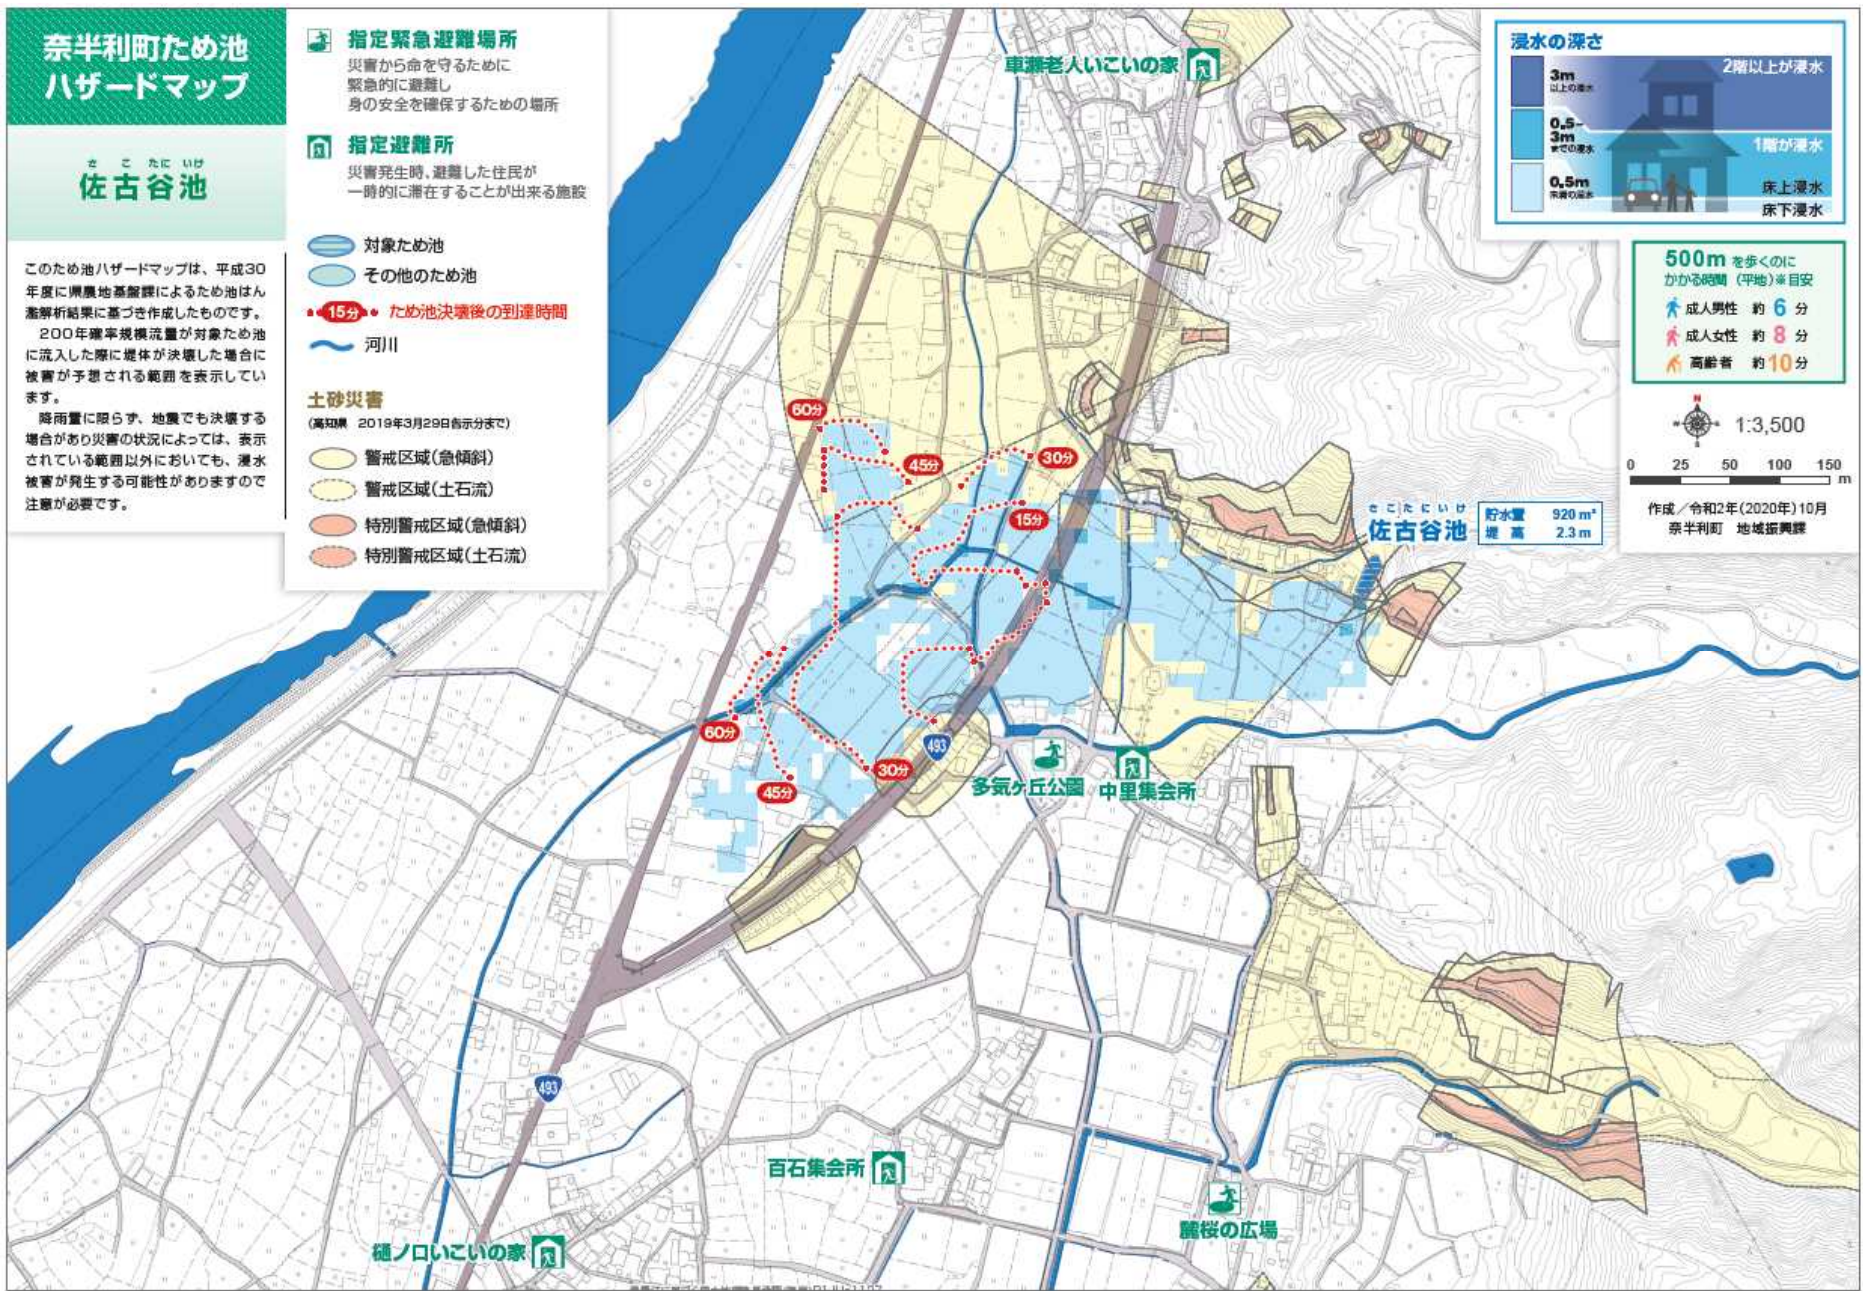 奈半利町ため池
ハザードマップ
さこたにいけ
佐古谷池
このため池ハザードマップは、平成30
年度に県農地基盤課によるため池はん
濫解析結果に基づき作成したものです。
200年確率規模流量が対象ため池
に流入した際に堤体が決壊した場合に
被害が予想される範囲を表示してい
ます。
降雨量に限らず、地震でも決壊する
場合があり災害の状況によっては、表示
されている範囲以外においても、浸水
被害が発生する可能性がありますので
注意が必要です。
指定緊急避難場所
災害から命を守るために
緊急的に避難し
身の安全を確保するための場所
指定避難所
災害発生時、避難した住民が
一時的に滞在することが出来る施設
対象ため池
その他のため池
15分 ため池決壊後の到達時間
河川
土砂災害
(高知県 2019年3月29日告示分まで)
警戒区域(急傾斜)
警戒区域(土石流)
特別警戒区域(急傾斜)
特別警戒区域(土石流)
車瀬老人いこいの家
浸水の深さ
3m
以上の浸水
2階以上が浸水
0.5~
3m
までの浸水
1階が浸水
0.5m
未満の浸水
床上浸水
床下浸水
500mを歩くのに
かかる時間(平地)※目安
成人男性 約6分
成人女性 約8分
高齢者 約10分
N
1:3,500
0 25 50 100 150
m
作成/令和2年(2020年)10月
奈半利町 地域振興課
60分
45分
30分
15分
さこたにいけ
佐古谷池
貯水量 920m³
堤高 2.3m
60分
45分
30分
493
多気ヶ丘公園
中里集会所
493
百石集会所
麓桜の広場
樋ノ口いこいの家